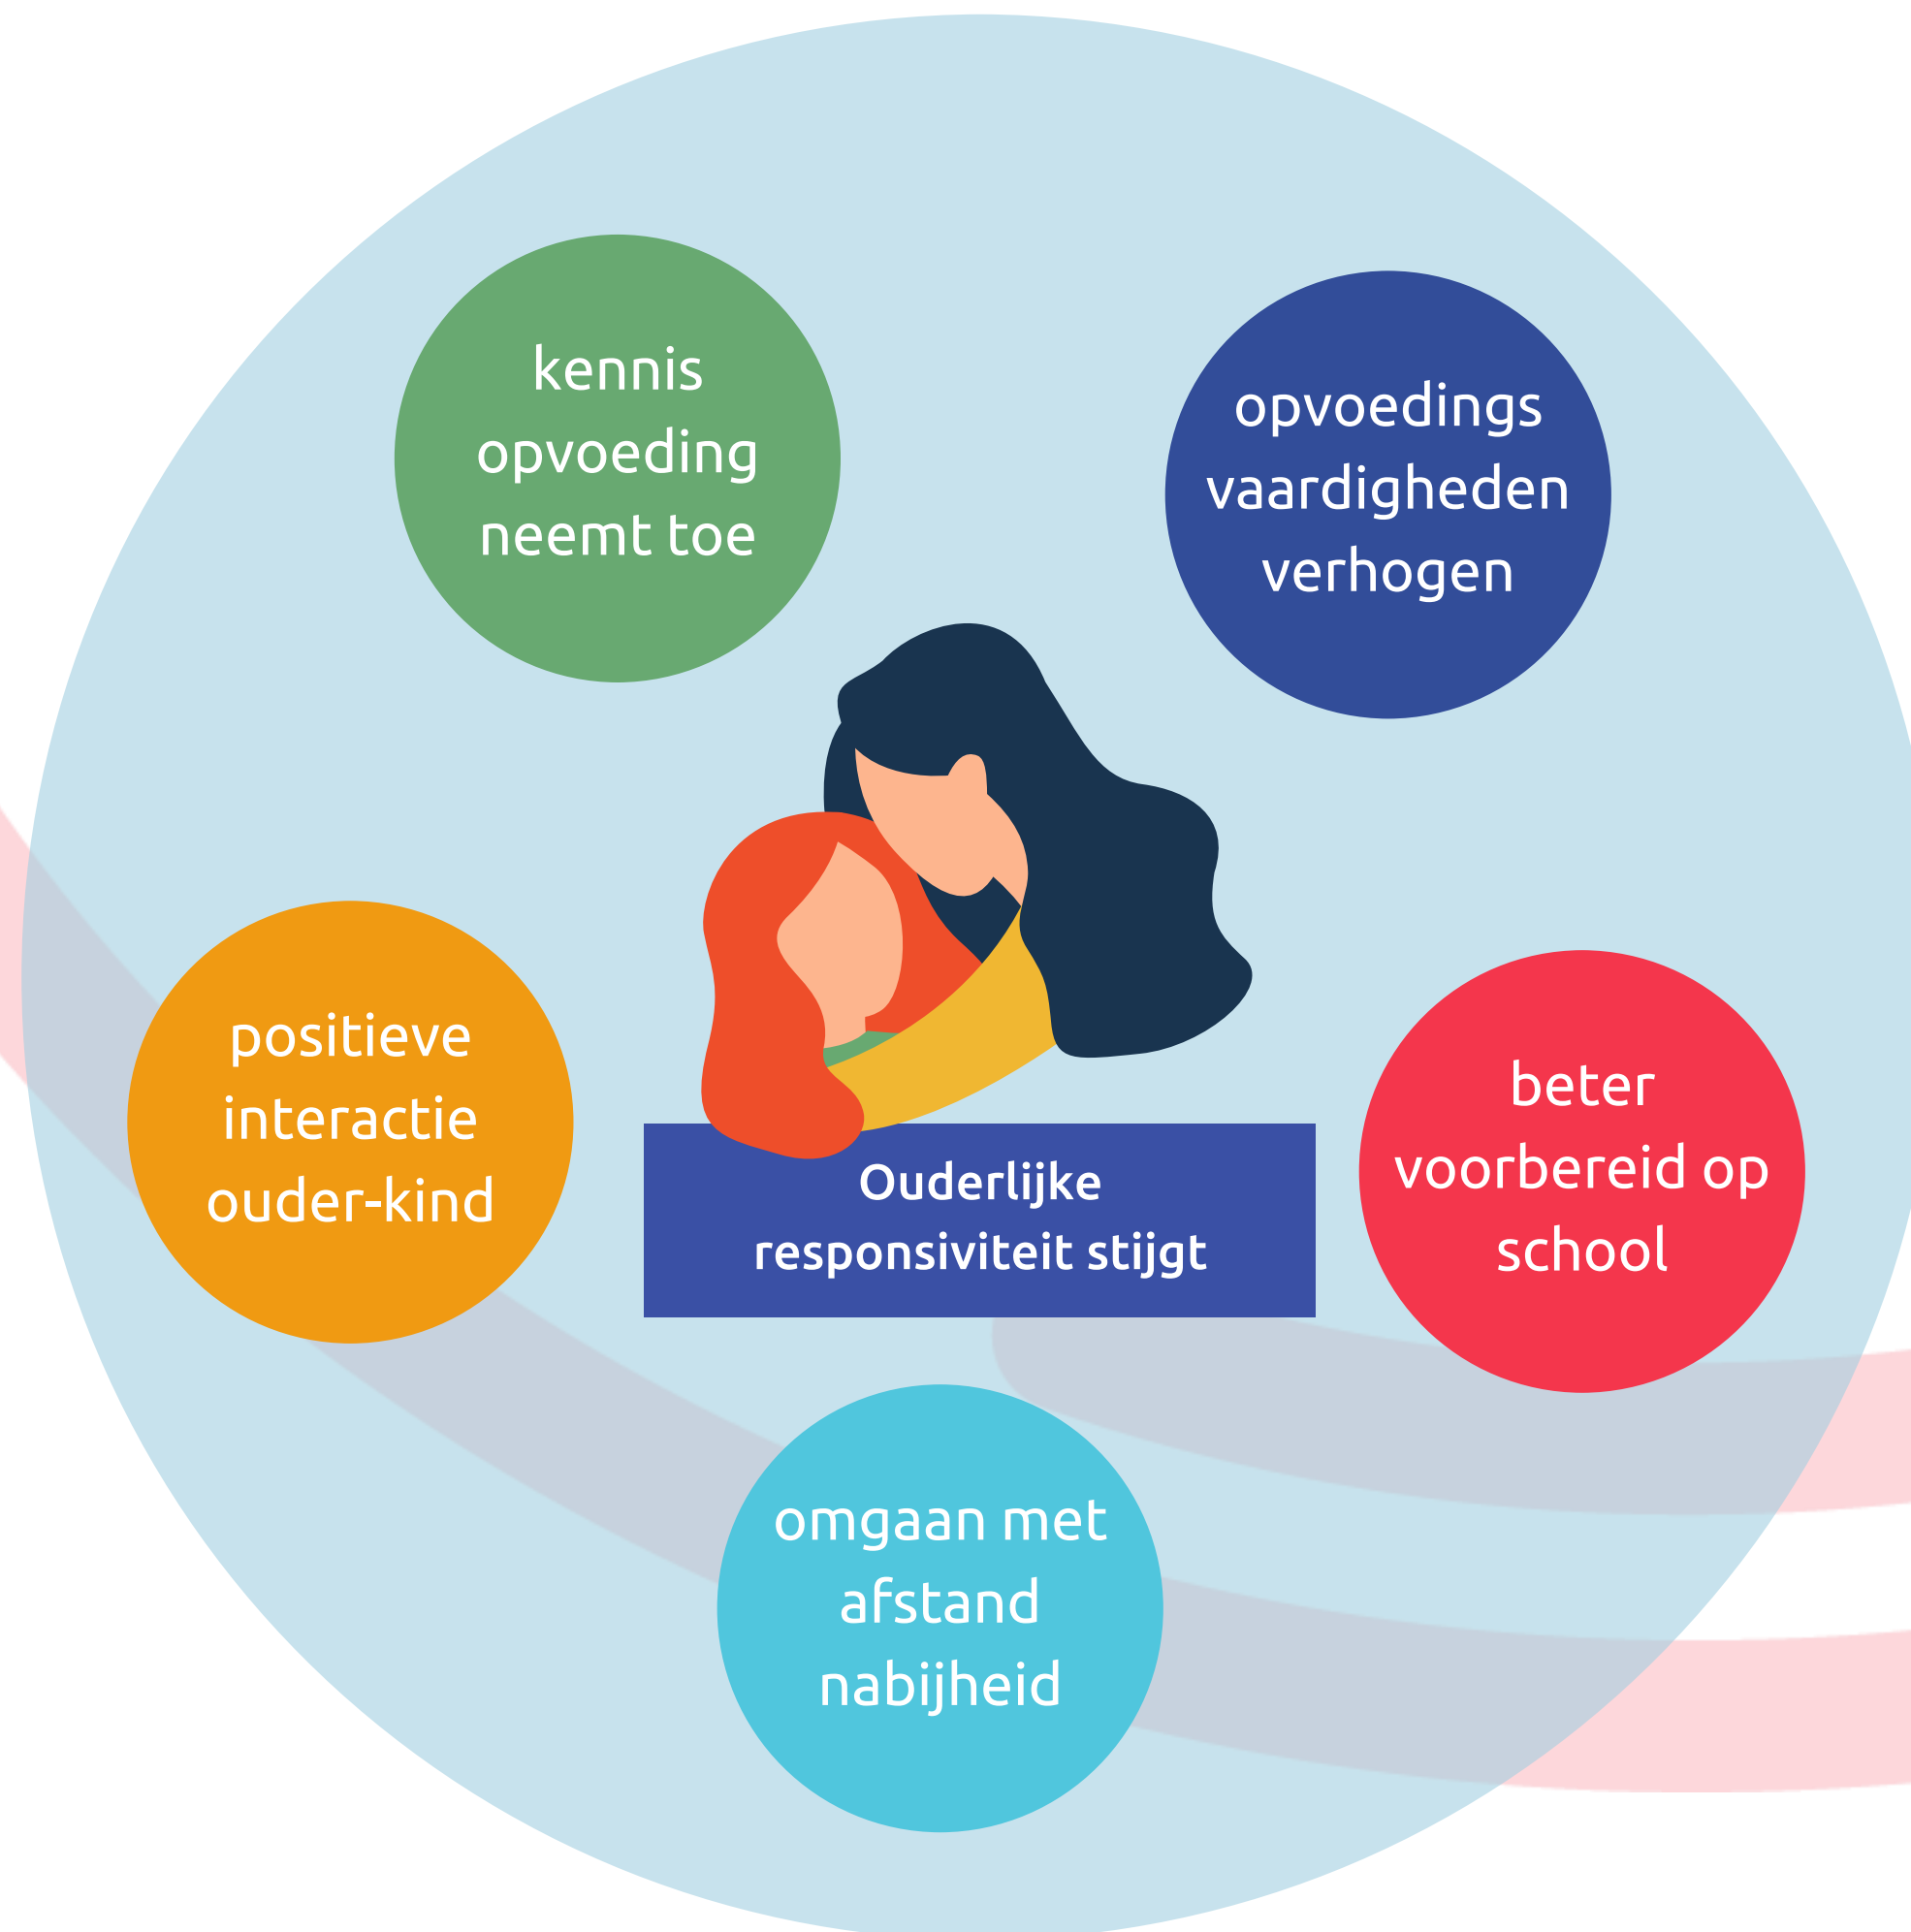 kennis
opvoeding
neemt toe
opvoedings
vaardigheden
verhogen
positieve
interactie
ouder-kind
Ouderlijke
responsiviteit stijgt
beter
voorbereid op
school
omgaan met
afstand
nabijheid